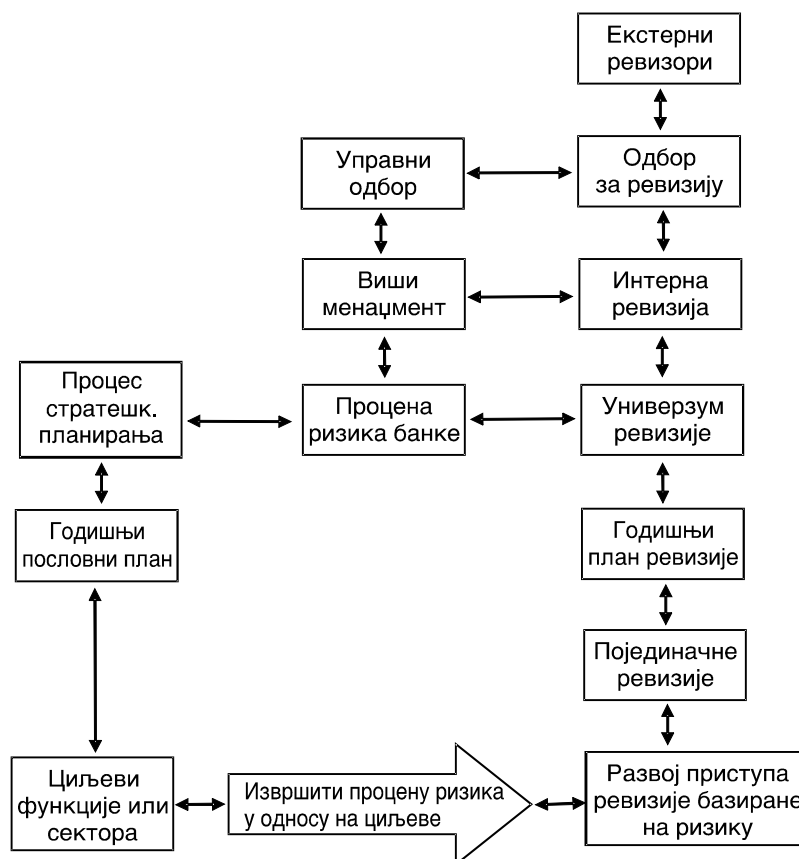 Екстерни
ревизори
Управни
одбор
Одбор
за ревизију
Виши
менаџмент
Интерна
ревизија
Процес
стратешк.
планирања
Процена
ризика банке
Универзум
ревизије
Годишњи
пословни план
Годишњи
план ревизије
Појединачне
ревизије
Циљеви
функције или
сектора
Извршити процену ризика
у односу на циљеве
Развој приступа
ревизије базиране
на ризику